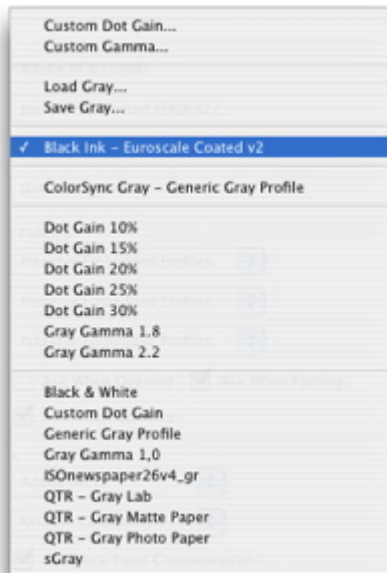 Custom Dot Gain...
Custom Gamma...
Load Gray...
Save Gray...
✓ Black Ink – Euroscale Coated v2
ColorSync Gray – Generic Gray Profile
Dot Gain 10%
Dot Gain 15%
Dot Gain 20%
Dot Gain 25%
Dot Gain 30%
Gray Gamma 1.8
Gray Gamma 2.2
Black & White
Custom Dot Gain
Generic Gray Profile
Gray Gamma 1,0
ISOnewspaper26v4_gr
QTR – Gray Lab
QTR – Gray Matte Paper
QTR – Gray Photo Paper
sGray